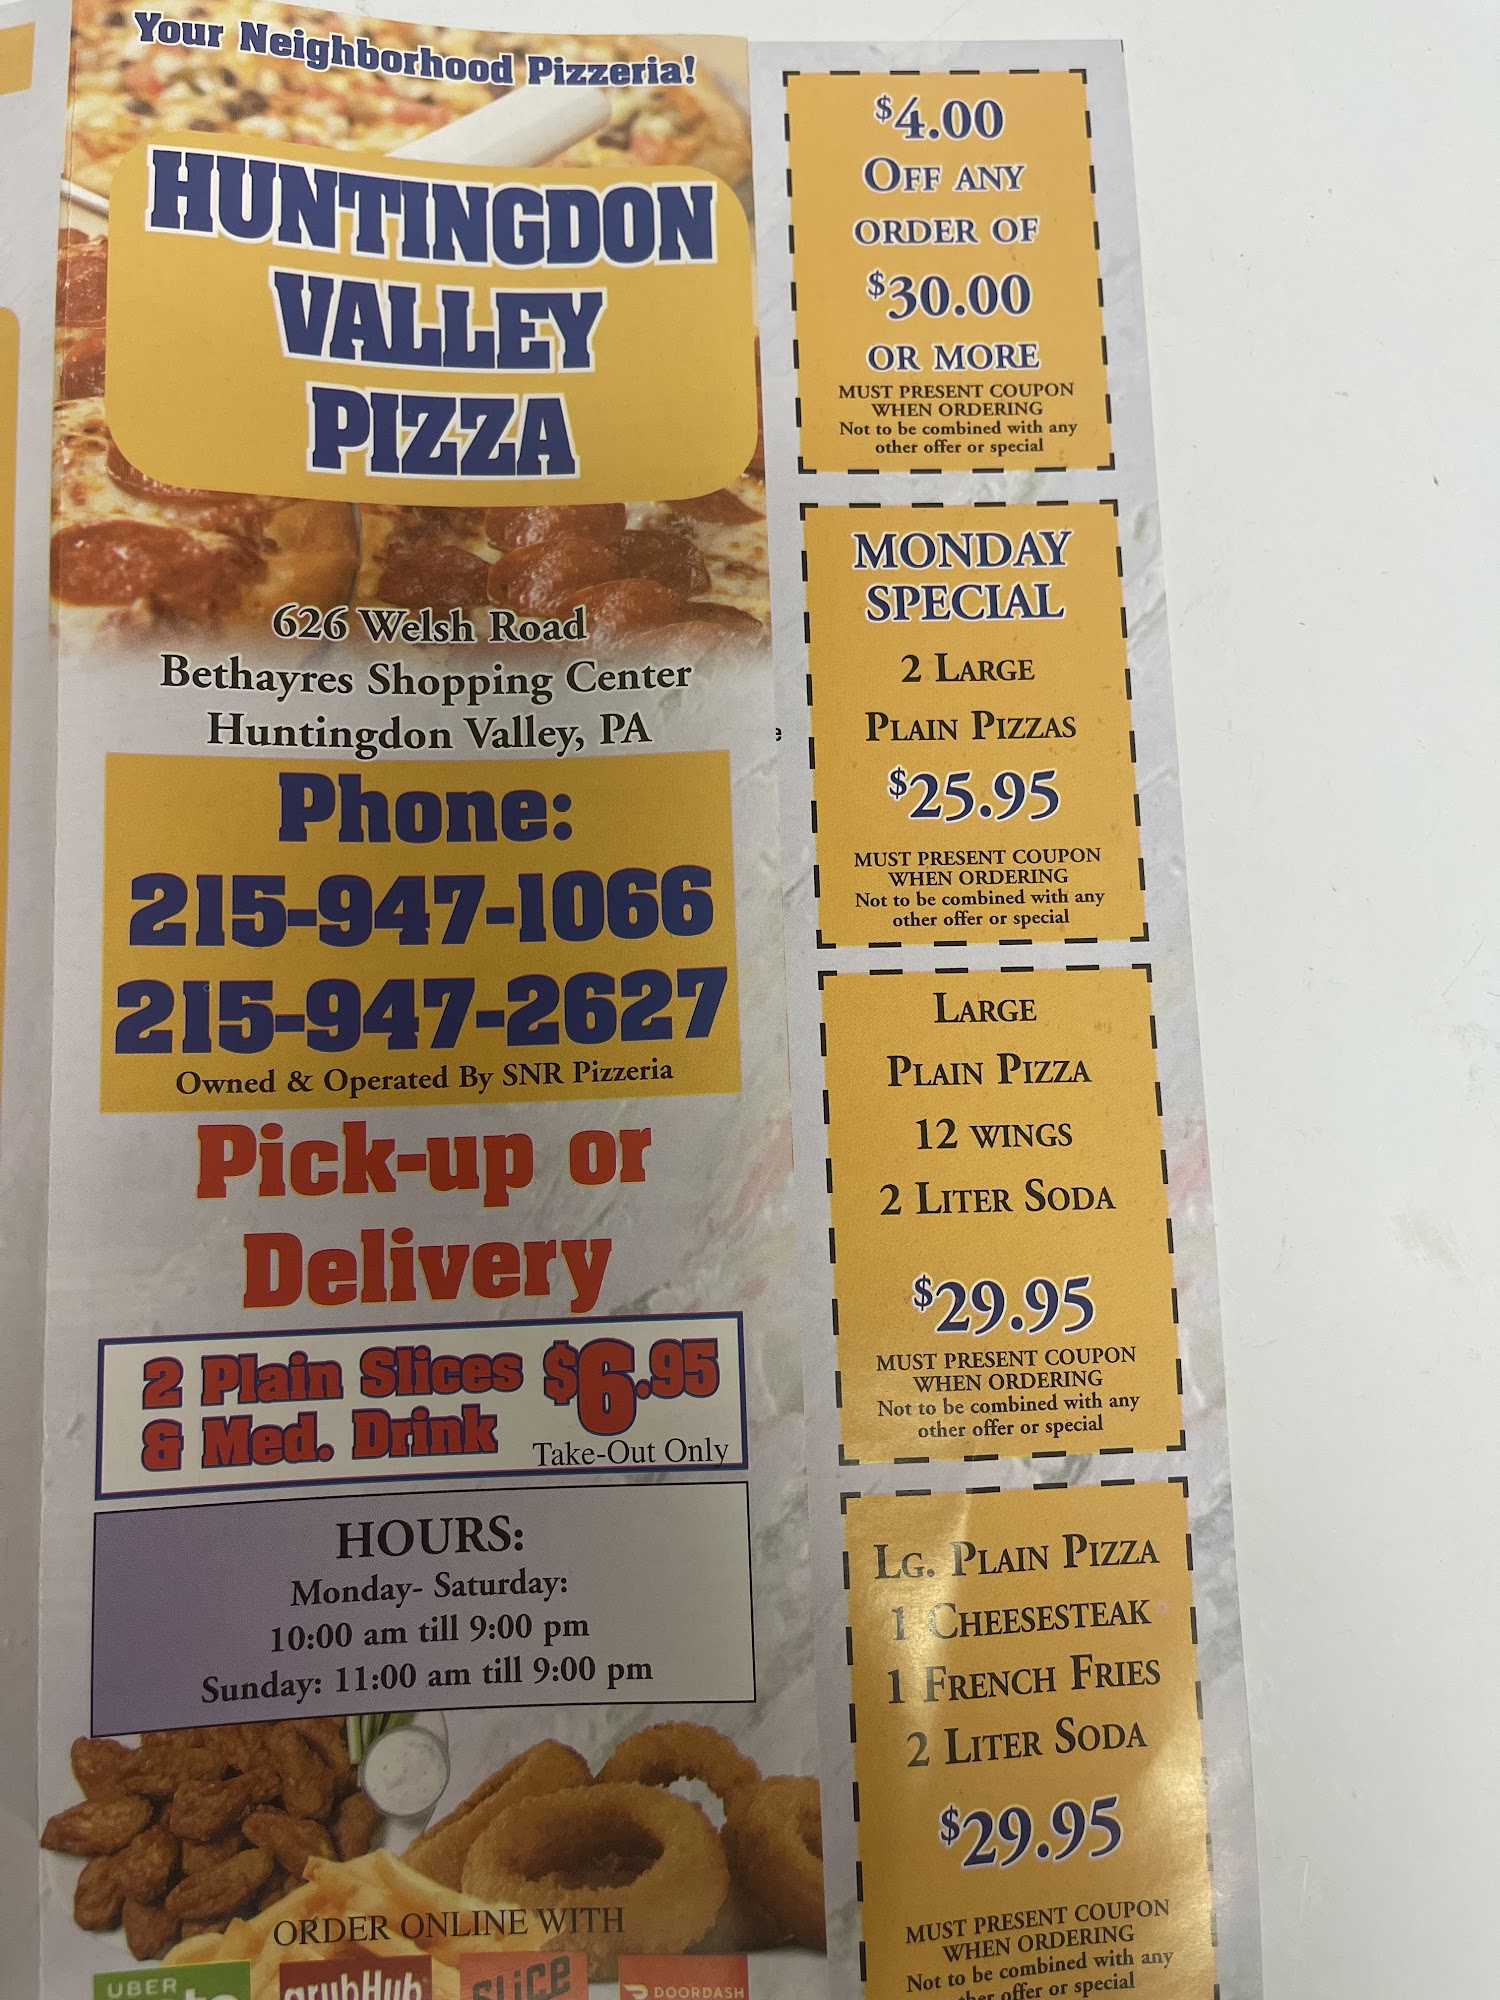 Your Neighborhood Pizzeria!
HUNTINGDON
VALLEY
PIZZA
626 Welsh Road
Bethayres Shopping Center
Huntingdon Valley, PA
Phone:
215-947-1066
215-947-2627
Owned & Operated By SNR Pizzeria
Pick-up or
Delivery
2 Plain Slices $6.95
& Med. Drink
Take-Out Only
HOURS:
Monday- Saturday:
10:00 am till 9:00 pm
Sunday: 11:00 am till 9:00 pm
ORDER ONLINE WITH
UBER
grubHub
SLiCE
DOORDASH
$4.00
OFF ANY
ORDER OF
$30.00
OR MORE
MUST PRESENT COUPON
WHEN ORDERING
Not to be combined with any
other offer or special
MONDAY
SPECIAL
2 LARGE
PLAIN PIZZAS
$25.95
MUST PRESENT COUPON
WHEN ORDERING
Not to be combined with any
other offer or special
LARGE
PLAIN PIZZA
12 WINGS
2 LITER SODA
$29.95
MUST PRESENT COUPON
WHEN ORDERING
Not to be combined with any
other offer or special
LG. PLAIN PIZZA
1 CHEESESTEAK
1 FRENCH FRIES
2 LITER SODA
$29.95
MUST PRESENT COUPON
WHEN ORDERING
Not to be combined with any
other offer or special